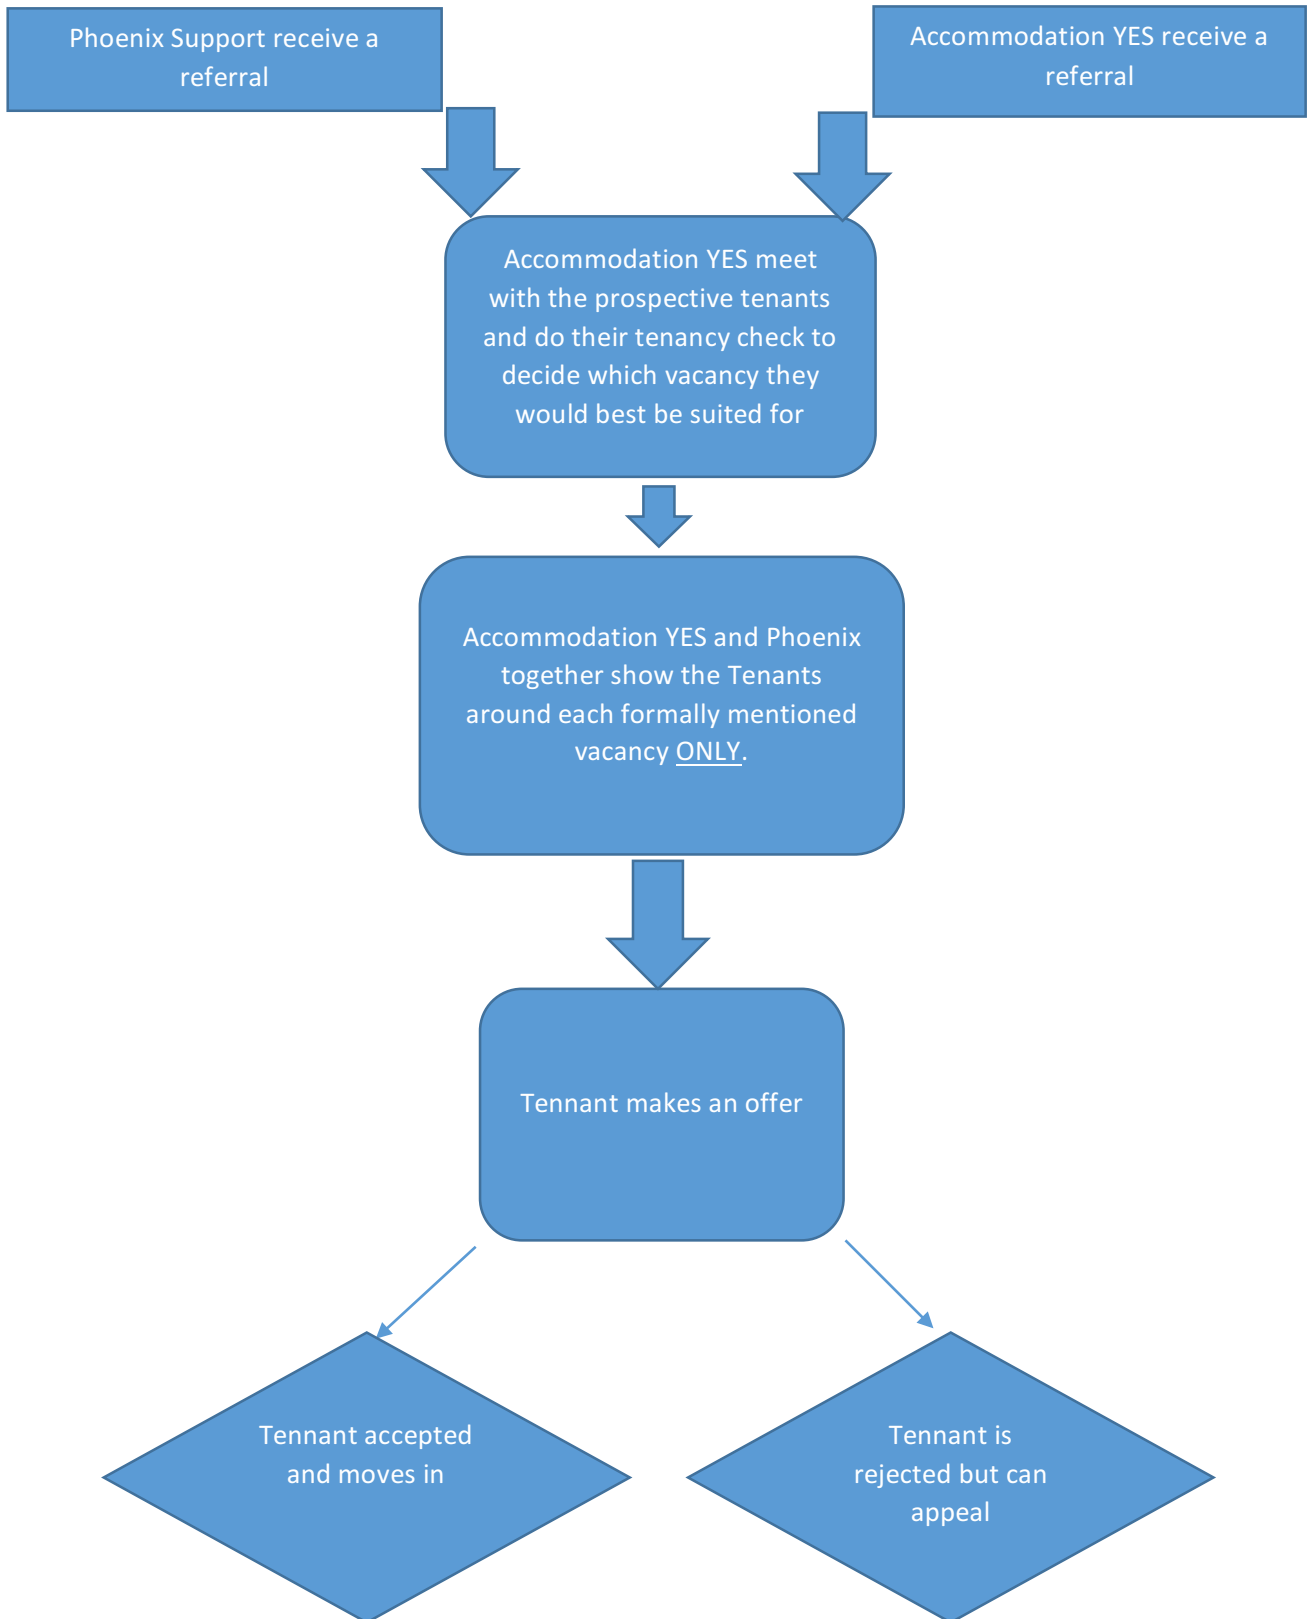 Phoenix Support receive a
referral
Accommodation YES receive a
referral
Accommodation YES meet
with the prospective tenants
and do their tenancy check to
decide which vacancy they
would best be suited for
Accommodation YES and Phoenix
together show the Tenants
around each formally mentioned
vacancy ONLY.
Tennant makes an offer
Tennant accepted
and moves in
Tennant is
rejected but can
appeal